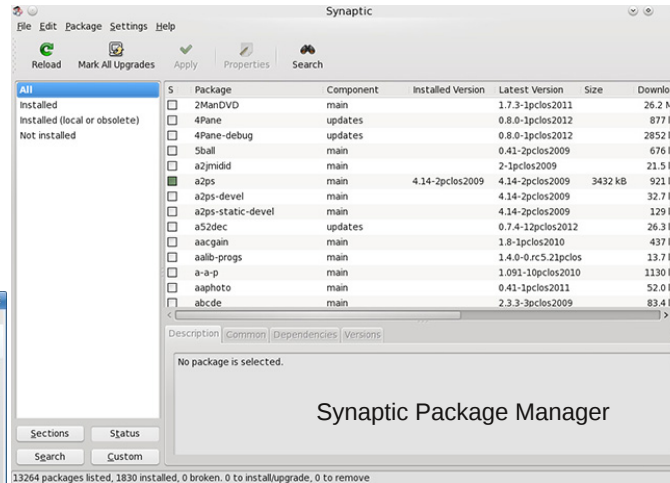 Synaptic
File Edit Package Settings Help
Reload Mark All Upgrades Apply Properties Search
All
Installed
Installed (local or obsolete)
Not installed
S Package Component Installed Version Latest Version Size Downlo
2ManDVD main 1.7.3-1pclos2011 26.2 M
4Pane updates 0.8.0-1pclos2012 877
4Pane-debug updates 0.8.0-1pclos2012 2852
5ball main 0.41-2pclos2009 676
a2jmidid main 2-1pclos2009 21.5
a2ps main 4.14-2pclos2009 4.14-2pclos2009 3432 kB 921
a2ps-devel main 4.14-2pclos2009 32.7
a2ps-static-devel main 4.14-2pclos2009 129
a52dec updates 0.7.4-12pclos2012 26.3
aacgain main 1.8-1pclos2010 437
aalib-progs main 1.4.0-0.rc5.21pclos 13.7
a-a-p main 1.091-10pclos2010 1130
aaphoto main 0.41-1pclos2011 52.0
abcde main 2.3.3-3pclos2009 83.4
Description Common Dependencies Versions
No package is selected.
Synaptic Package Manager
Sections Status
Search Custom
13264 packages listed, 1830 installed, 0 broken. 0 to install/upgrade, 0 to remove